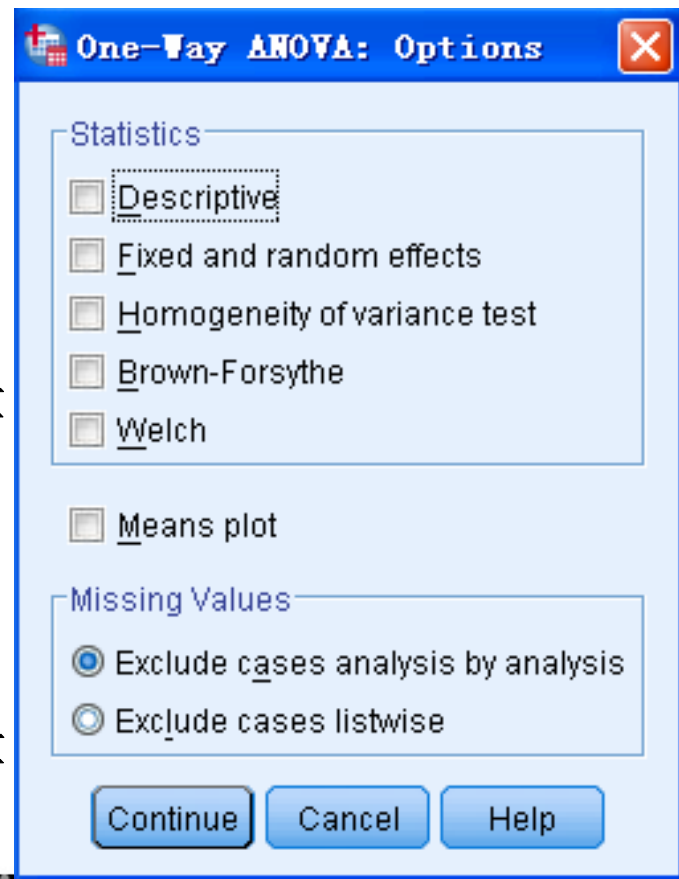 One-Way ANOVA: Options
Statistics
Descriptive
Fixed and random effects
Homogeneity of variance test
Brown-Forsythe
Welch
Means plot
Missing Values
Exclude cases analysis by analysis
Exclude cases listwise
Continue Cancel Help